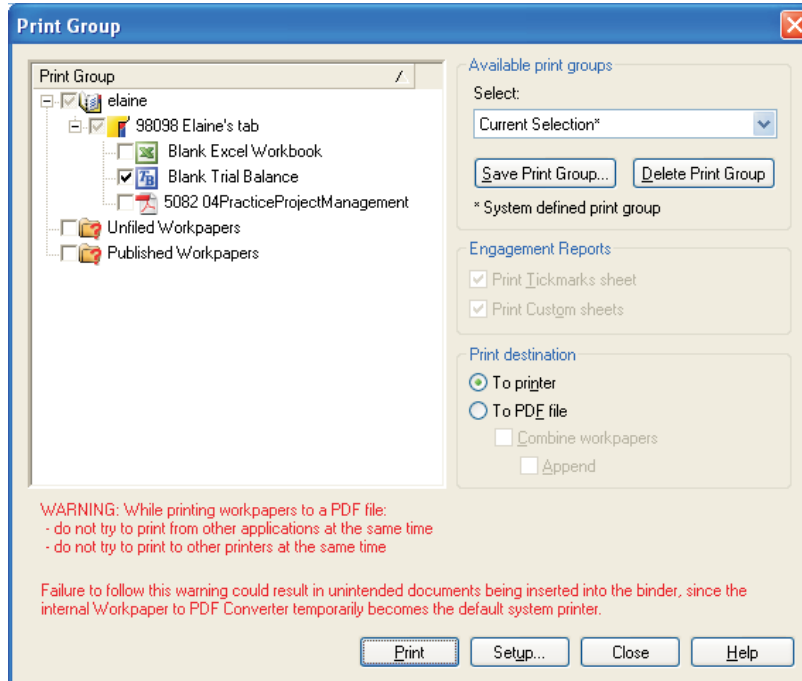 Print Group
Print Group /
elaine
98098 Elaine's tab
Blank Excel Workbook
TB Blank Trial Balance
5082 04PracticeProjectManagement
Unfiled Workpapers
Published Workpapers
Available print groups
Select:
Current Selection*
Save Print Group...
Delete Print Group
* System defined print group
Engagement Reports
Print Tickmarks sheet
Print Custom sheets
Print destination
To printer
To PDF file
Combine workpapers
Append
WARNING: While printing workpapers to a PDF file:
- do not try to print from other applications at the same time
- do not try to print to other printers at the same time
Failure to follow this warning could result in unintended documents being inserted into the binder, since the
internal Workpaper to PDF Converter temporarily becomes the default system printer.
Print
Setup...
Close
Help